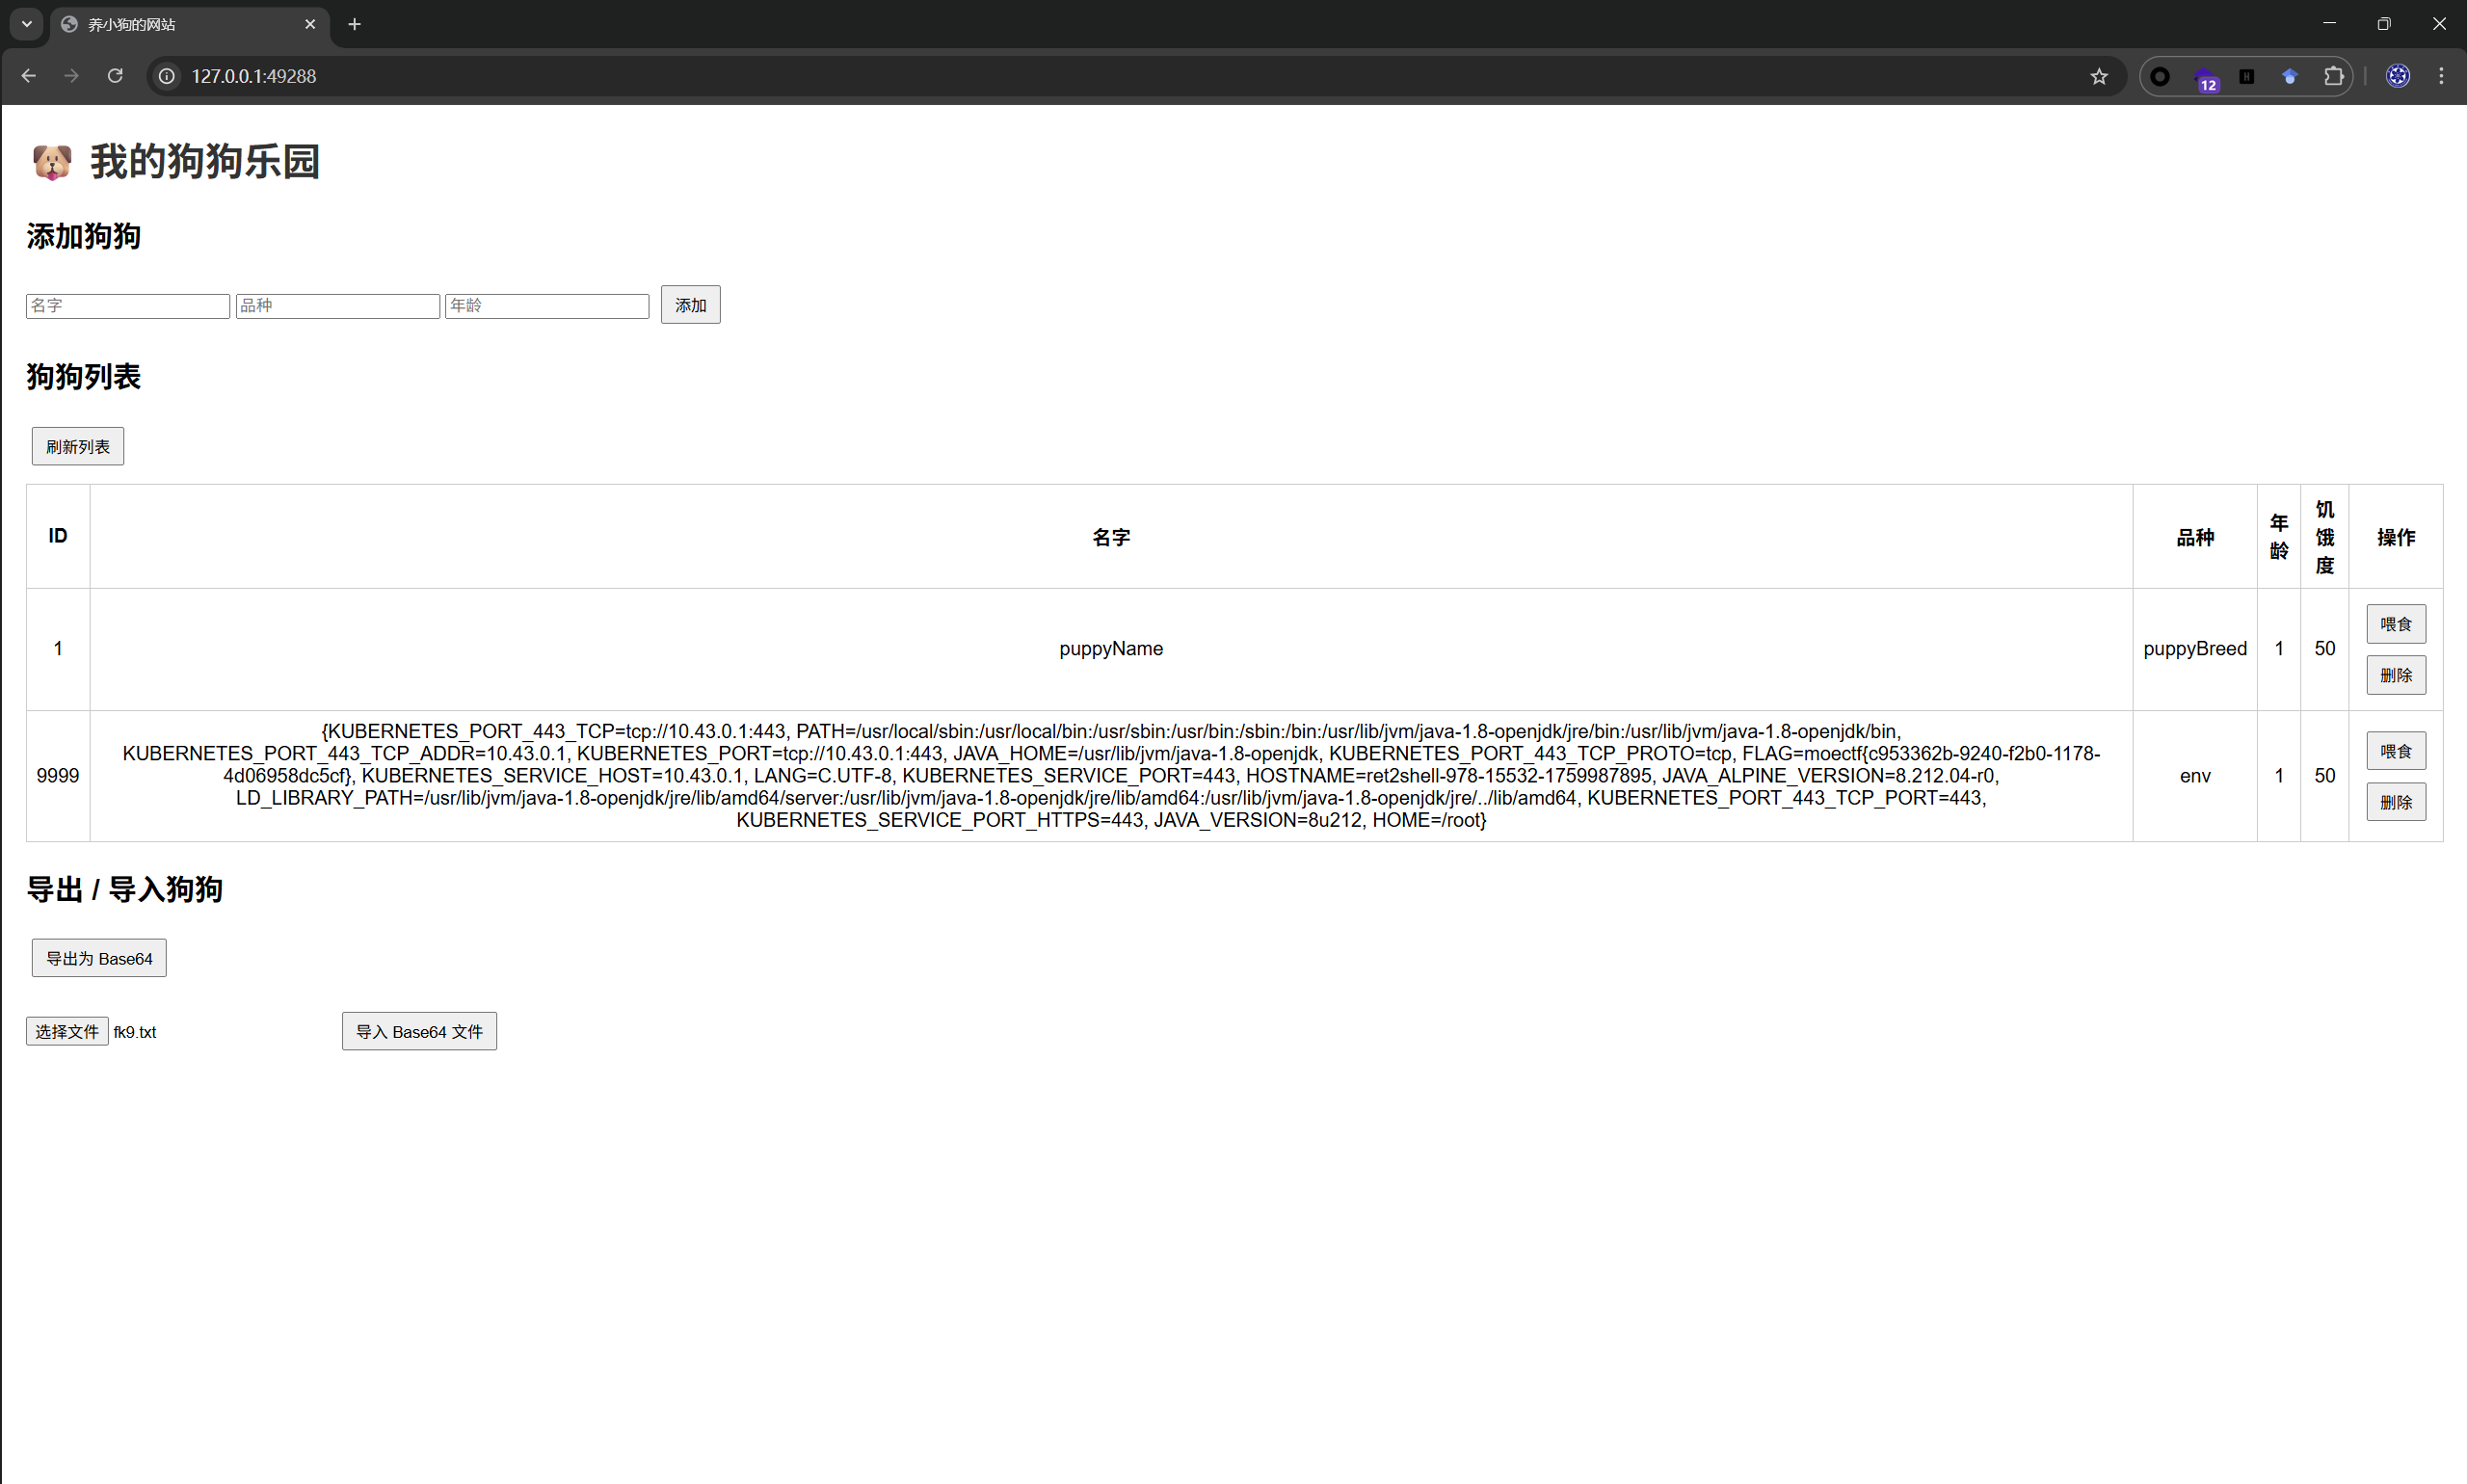 养小狗的网站
127.0.0.1:49288
12
我的狗狗乐园
添加狗狗
名字 品种 年龄 添加
狗狗列表
刷新列表
ID 名字 品种 年龄 饥饿度 操作
1 puppyName puppyBreed 1 50 喂食 删除
9999
{KUBERNETES_PORT_443_TCP=tcp://10.43.0.1:443, PATH=/usr/local/sbin:/usr/local/bin:/usr/sbin:/usr/bin:/sbin:/bin:/usr/lib/jvm/java-1.8-openjdk/jre/bin:/usr/lib/jvm/java-1.8-openjdk/bin,
KUBERNETES_PORT_443_TCP_ADDR=10.43.0.1, KUBERNETES_PORT=tcp://10.43.0.1:443, JAVA_HOME=/usr/lib/jvm/java-1.8-openjdk, KUBERNETES_PORT_443_TCP_PROTO=tcp, FLAG=moectf{c953362b-9240-f2b0-1178-
4d06958dc5cf}, KUBERNETES_SERVICE_HOST=10.43.0.1, LANG=C.UTF-8, KUBERNETES_SERVICE_PORT=443, HOSTNAME=ret2shell-978-15532-1759987895, JAVA_ALPINE_VERSION=8.212.04-r0,
LD_LIBRARY_PATH=/usr/lib/jvm/java-1.8-openjdk/jre/lib/amd64/server:/usr/lib/jvm/java-1.8-openjdk/jre/lib/amd64:/usr/lib/jvm/java-1.8-openjdk/jre/../lib/amd64, KUBERNETES_PORT_443_TCP_PORT=443,
KUBERNETES_SERVICE_PORT_HTTPS=443, JAVA_VERSION=8u212, HOME=/root}
env 1 50 喂食 删除
导出 / 导入狗狗
导出为 Base64
选择文件 fk9.txt 导入 Base64 文件